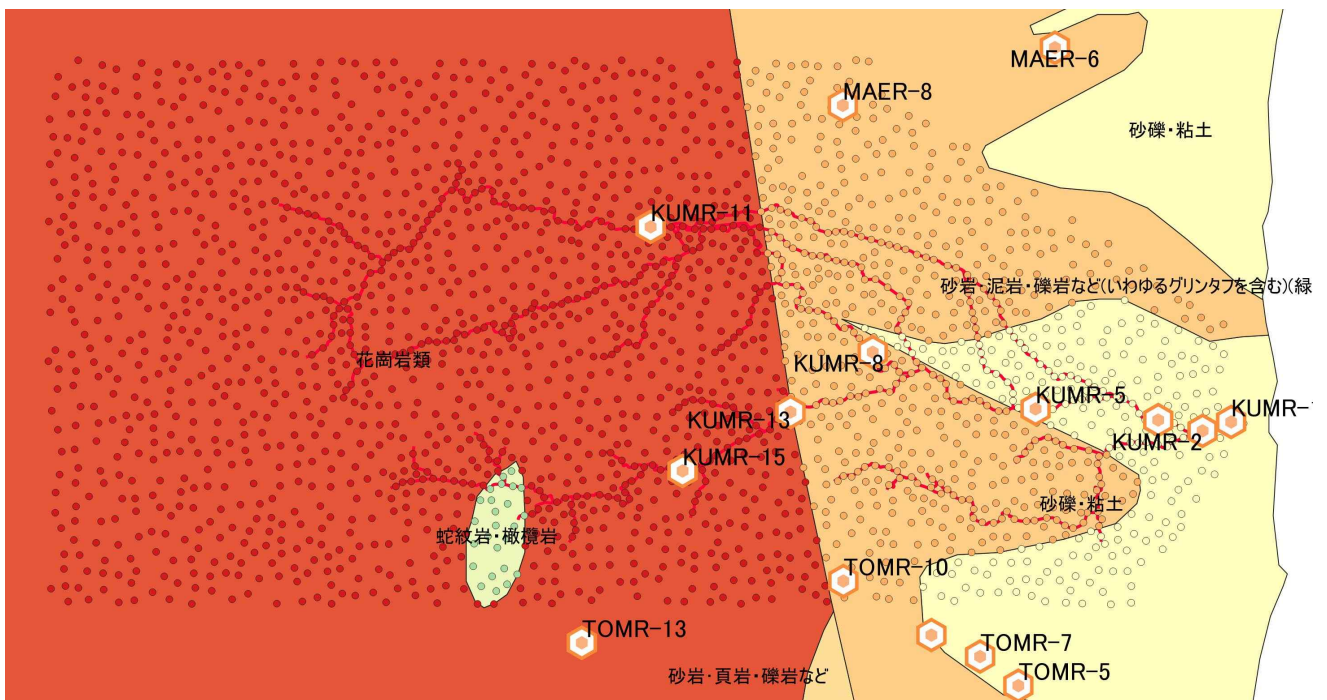 MAER-6
MAER-8
砂礫・粘土
KUMR-11
砂岩・泥岩・礫岩など(いわゆるグリンタフを含む)(緑
花崗岩類
KUMR-8
KUMR-5
KUMR-
KUMR-13
KUMR-2
KUMR-15
砂礫・粘土
蛇紋岩・橄欖岩
TOMR-10
TOMR-13
TOMR-7
砂岩・頁岩・礫岩など
TOMR-5